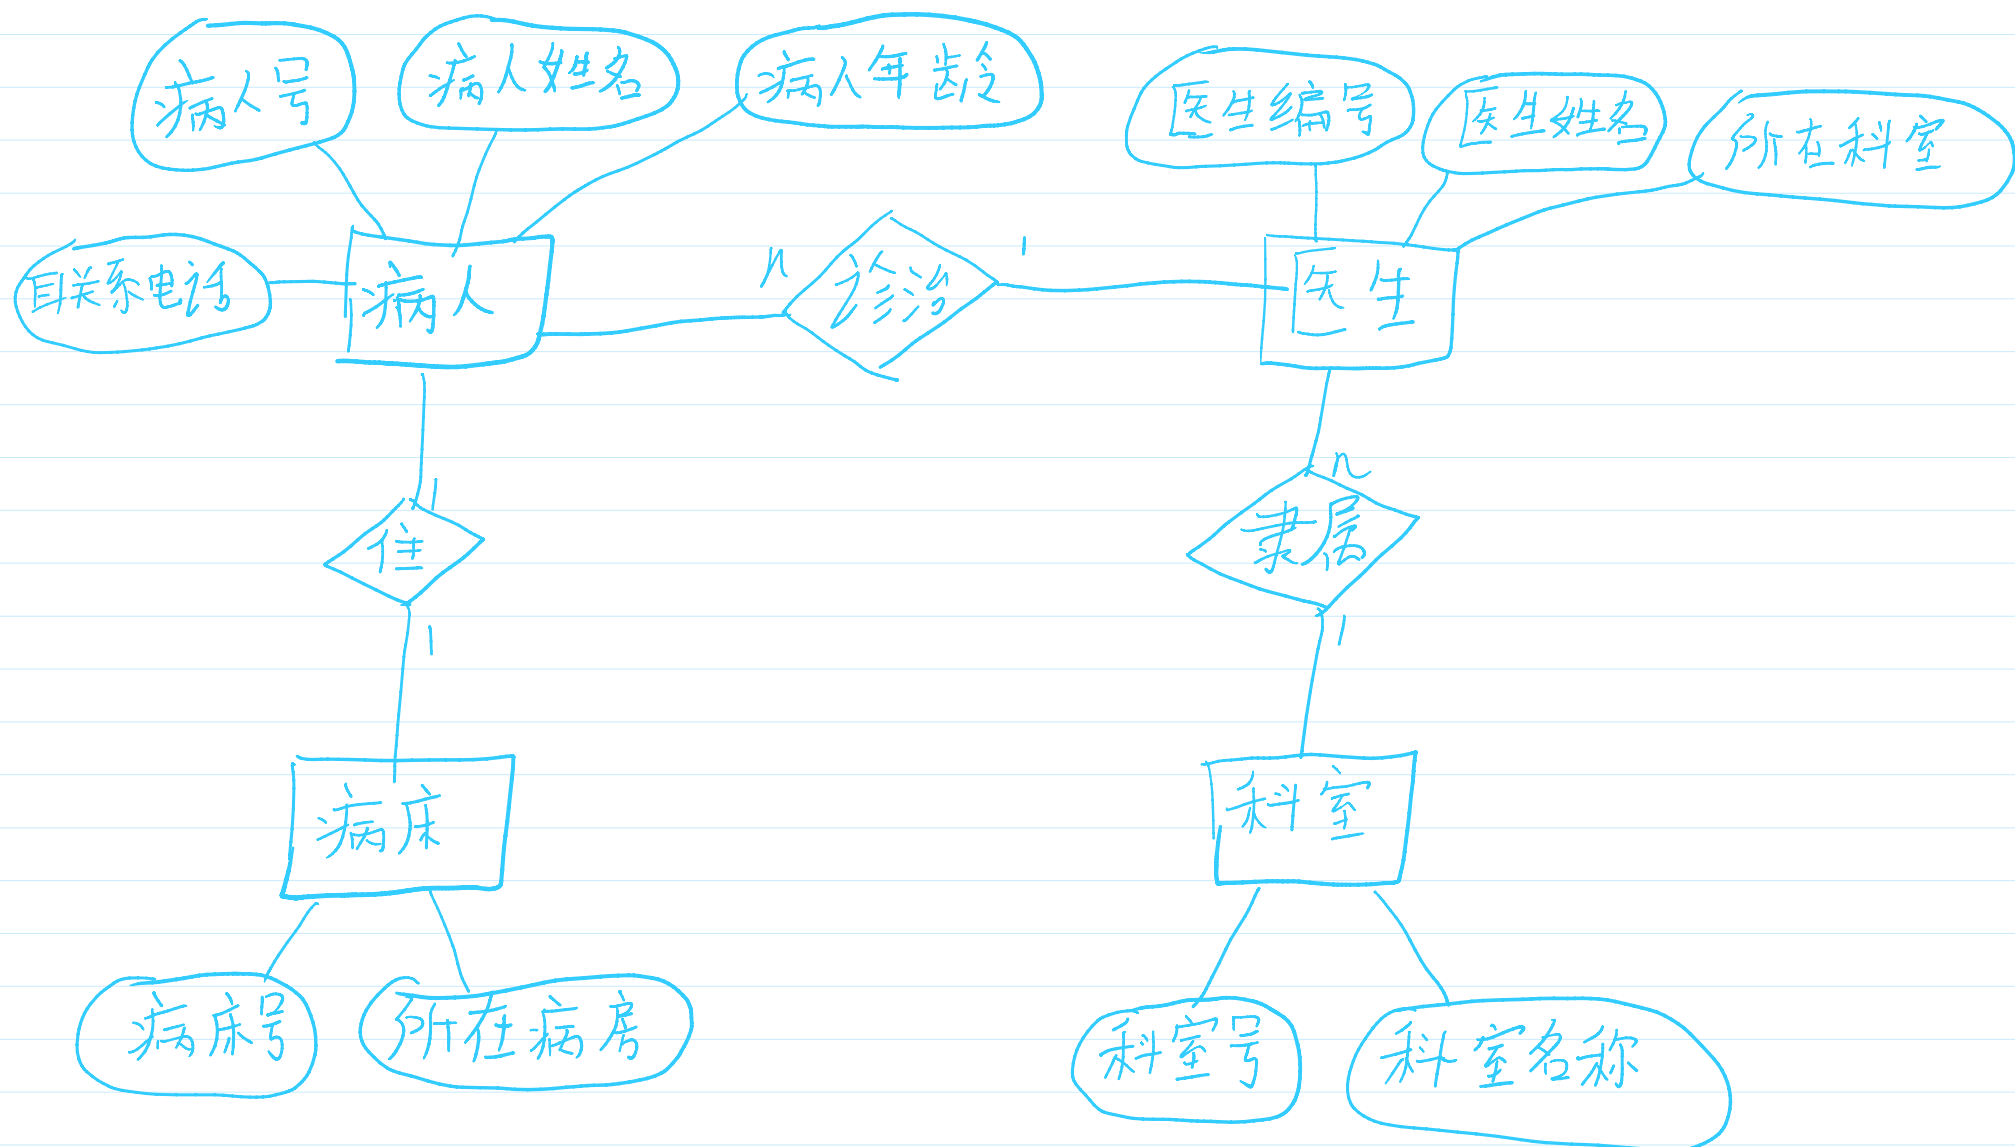 病人号
病人姓名
病人年龄
医生编号
医生姓名
所在科室
联系电话
病人
n
诊治
1
医生
1
住
1
n
隶属
1
病床
科室
病床号
所在病房
科室号
科室名称